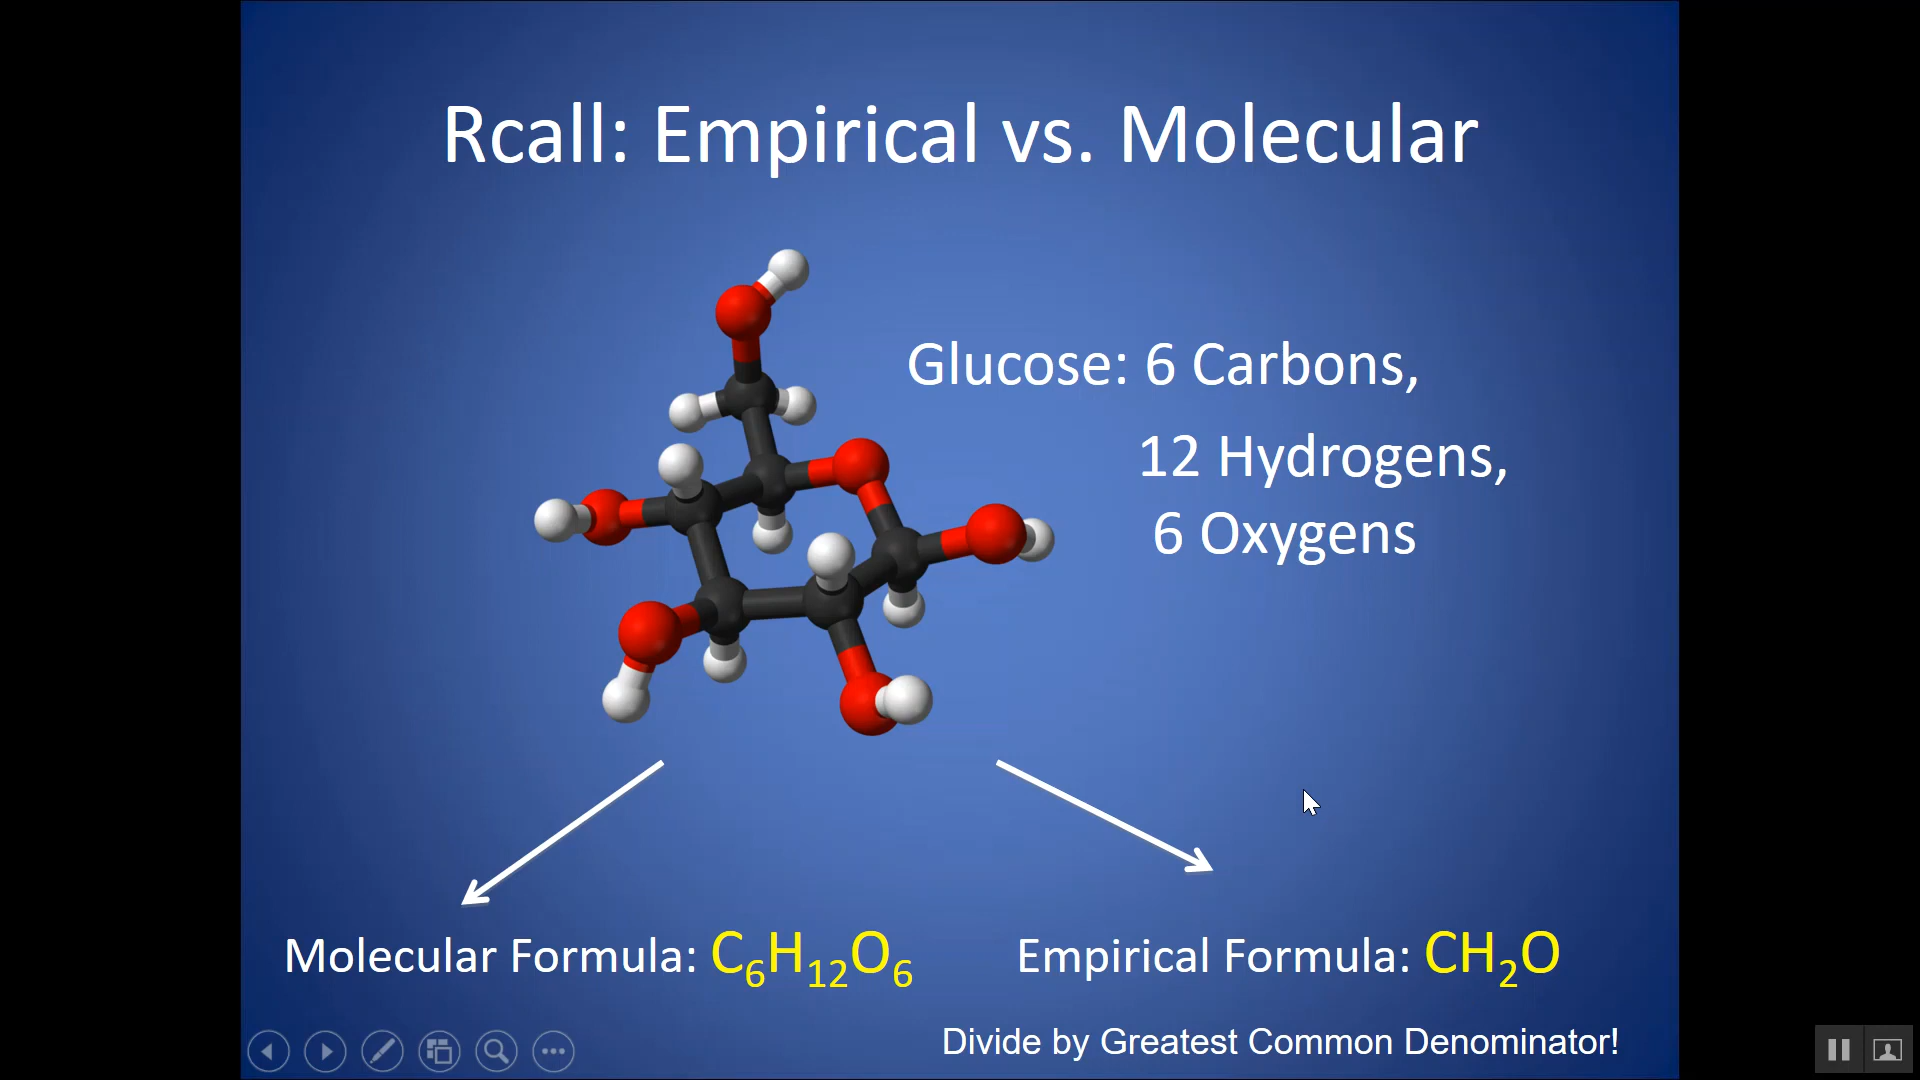 Rcall: Empirical vs. Molecular
Glucose: 6 Carbons,
12 Hydrogens,
6 Oxygens
Molecular Formula: C₆H₁₂O₆
Empirical Formula: CH₂O
Divide by Greatest Common Denominator!